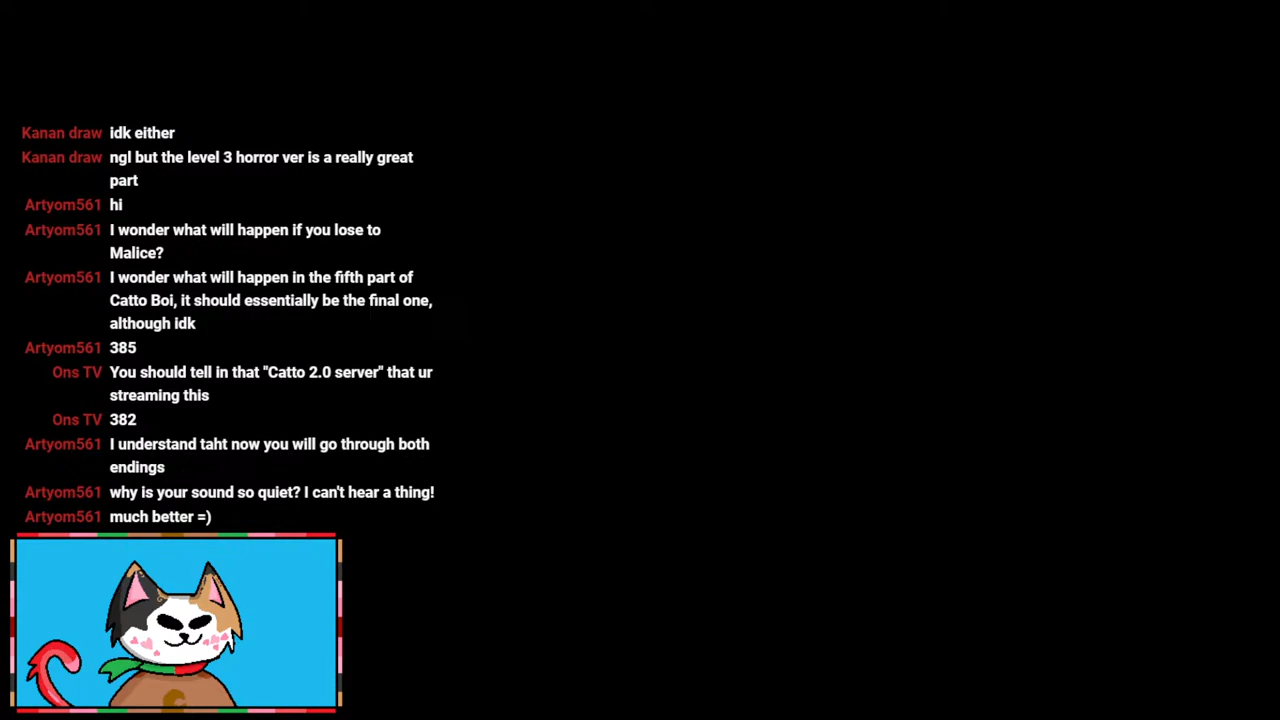 Kanan draw idk either
Kanan draw ngl but the level 3 horror ver is a really great
part
Artyom561 hi
Artyom561 I wonder what will happen if you lose to
Malice?
Artyom561 I wonder what will happen in the fifth part of
Catto Boi, it should essentially be the final one,
although idk
Artyom561 385
Ons TV You should tell in that "Catto 2.0 server" that ur
streaming this
Ons TV 382
Artyom561 I understand taht now you will go through both
endings
Artyom561 why is your sound so quiet? I can't hear a thing!
Artyom561 much better =)